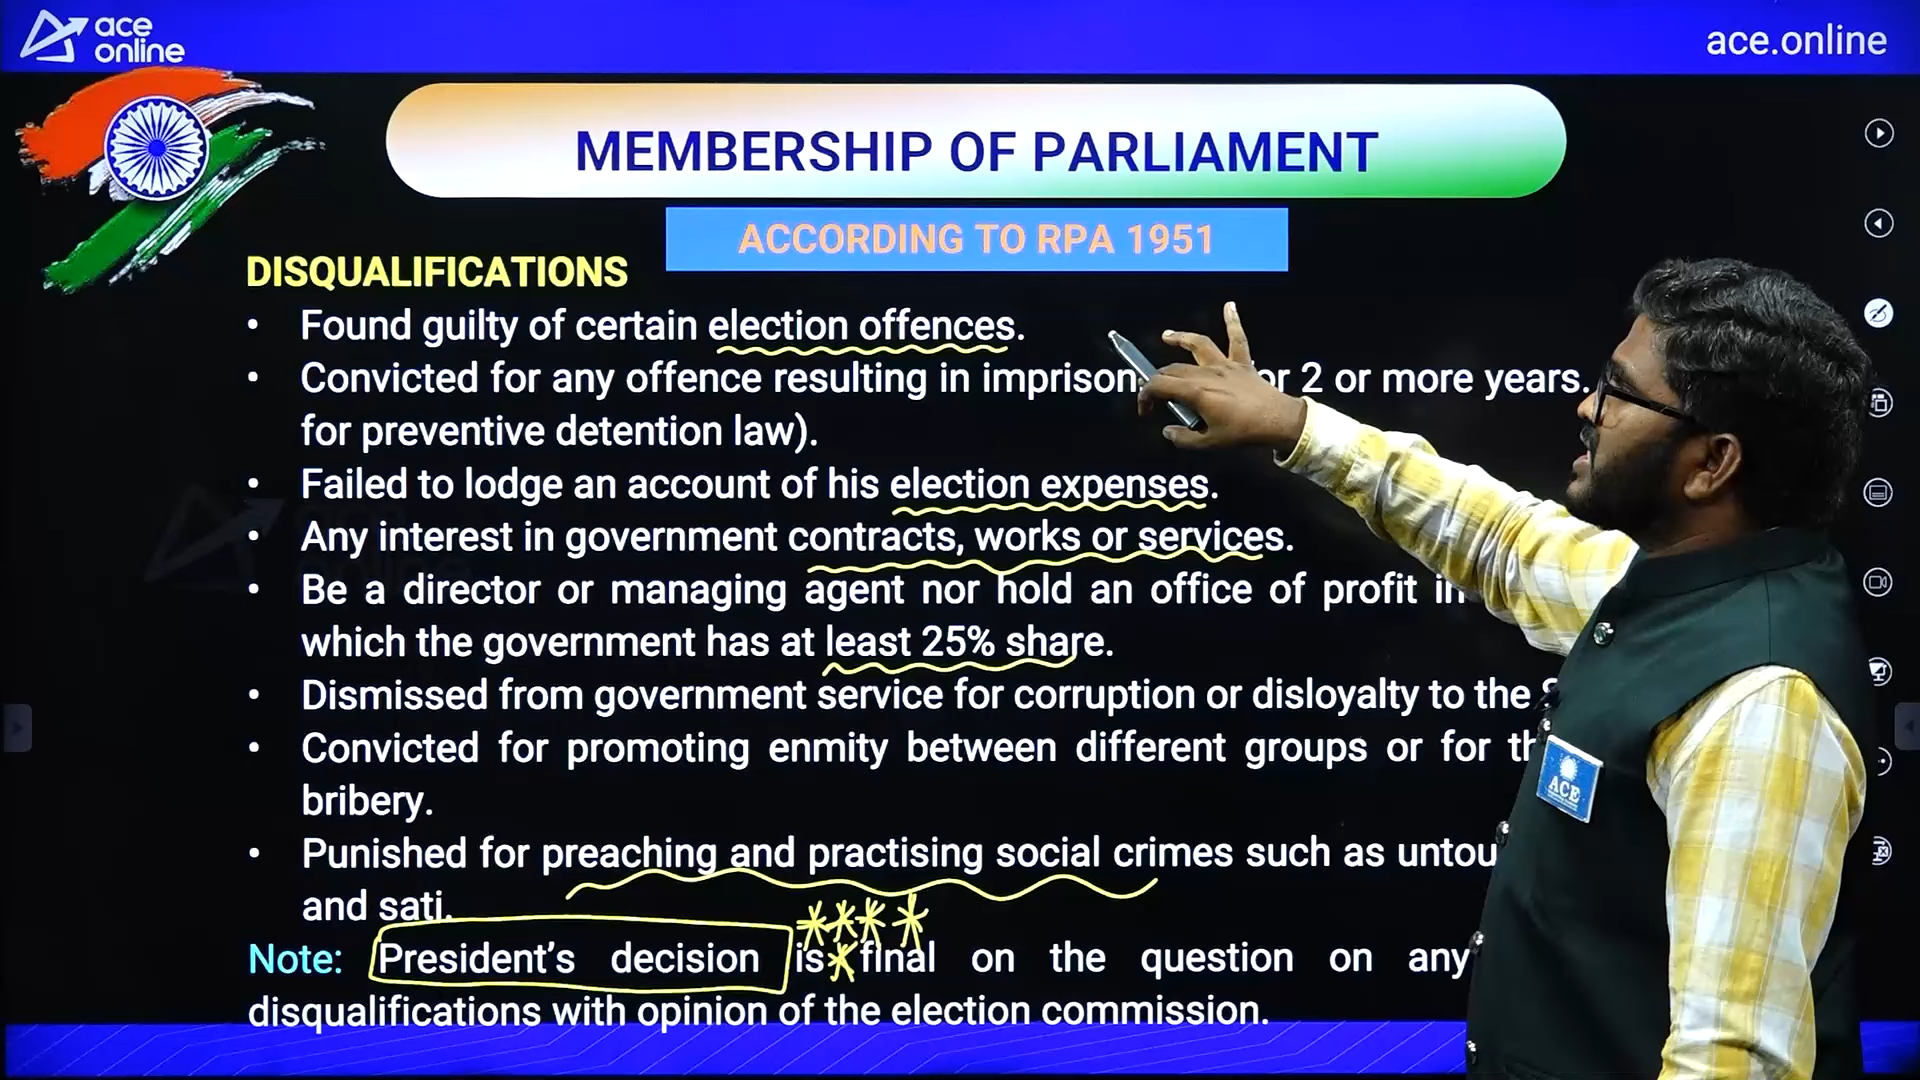 ace
online
ace.online
MEMBERSHIP OF PARLIAMENT
ACCORDING TO RPA 1951
DISQUALIFICATIONS
• Found guilty of certain election offences.
• Convicted for any offence resulting in 2 or more years.
for preventive detention law).
• Failed to lodge an account of his election expenses.
• Any interest in government contracts, works or services.
• Be a director or managing agent nor hold an office of profit in
which the government has at least 25% share.
• Dismissed from government service for corruption or disloyalty to the
• Convicted for promoting enmity between different groups or for
bribery.
• Punished for preaching and practising social crimes such as
and sati.
Note: President's decision is final on the question on any
disqualifications with opinion of the election commission.
ACE